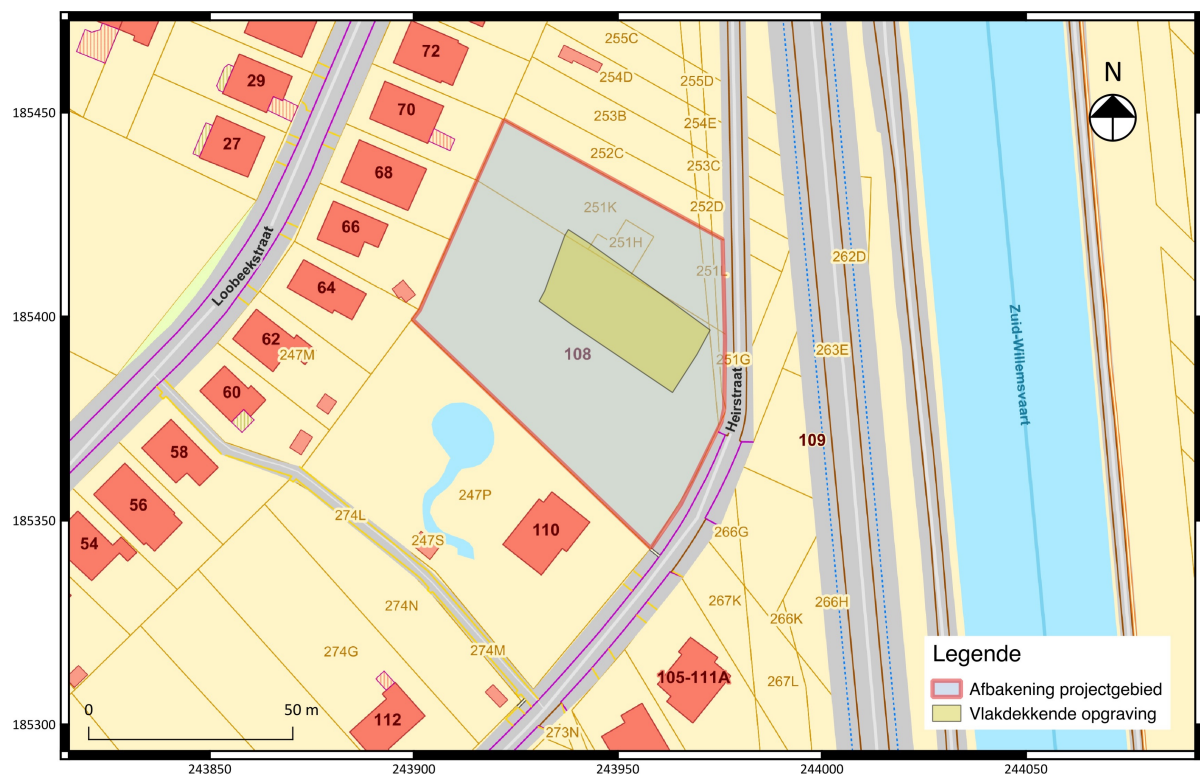 255C
72
N
254D
255D
29
185450
70
253B
254E
27
252C
68
253C
251K
252D
66
251H
262D
Loobeekstraat
251L
64
Zuid-Willemsvaart
185400
62
263E
247M
108
251G
60
Heirstraat
109
58
247P
56
274L
110
185350
54
247S
266G
274N
267K
266H
266K
274G
274M
Legende
105-111A
267L
Afbakening projectgebied
0
50 m
112
Vlakdekkende opgraving
273N
185300
243850
243900
243950
244000
244050